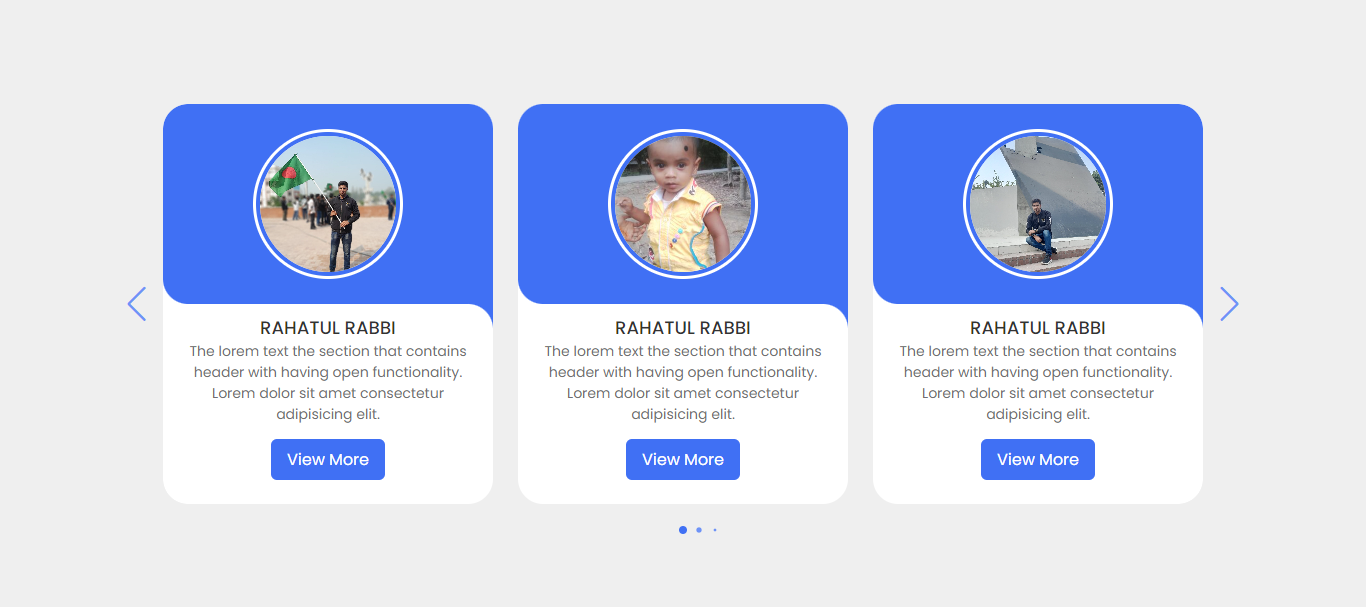 RAHATUL RABBI
The lorem text the section that contains
header with having open functionality.
Lorem dolor sit amet consectetur
adipisicing elit.
View More
RAHATUL RABBI
The lorem text the section that contains
header with having open functionality.
Lorem dolor sit amet consectetur
adipisicing elit.
View More
RAHATUL RABBI
The lorem text the section that contains
header with having open functionality.
Lorem dolor sit amet consectetur
adipisicing elit.
View More